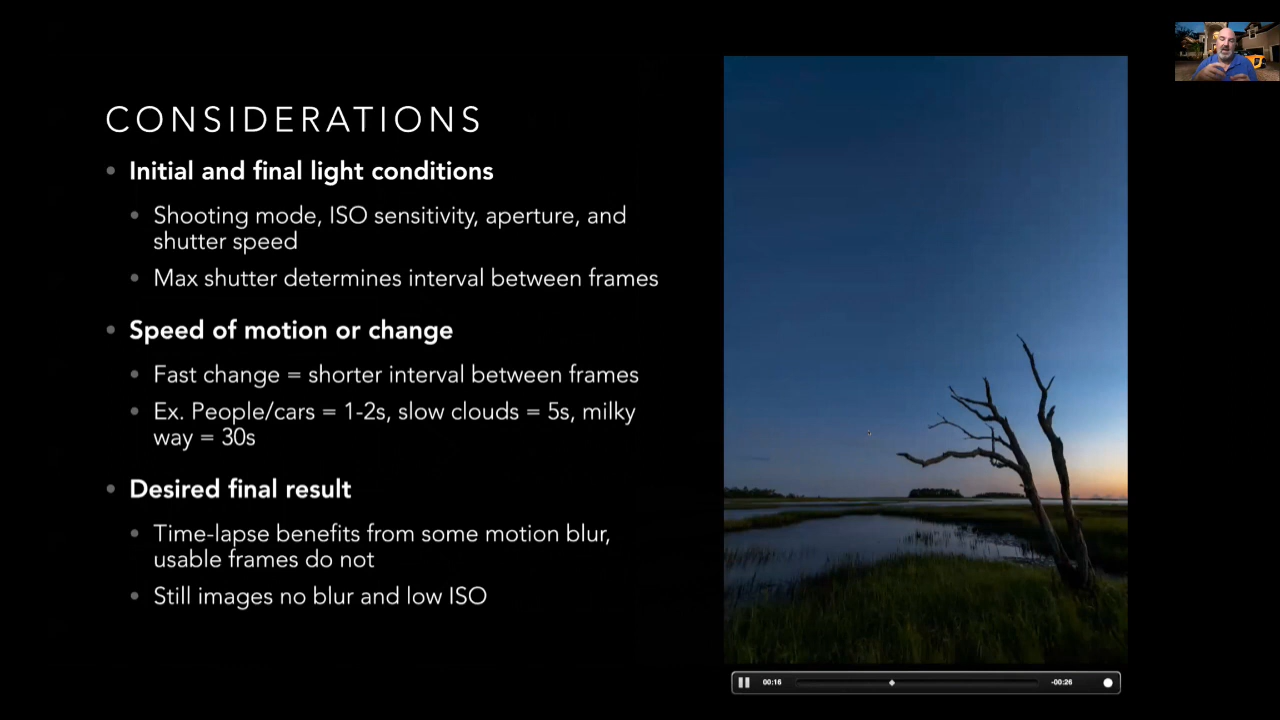 CONSIDERATIONS
• Initial and final light conditions
• Shooting mode, ISO sensitivity, aperture, and
shutter speed
• Max shutter determines interval between frames
• Speed of motion or change
• Fast change = shorter interval between frames
• Ex. People/cars = 1-2s, slow clouds = 5s, milky
way = 30s
• Desired final result
• Time-lapse benefits from some motion blur,
usable frames do not
• Still images no blur and low ISO
00:16
-00:26